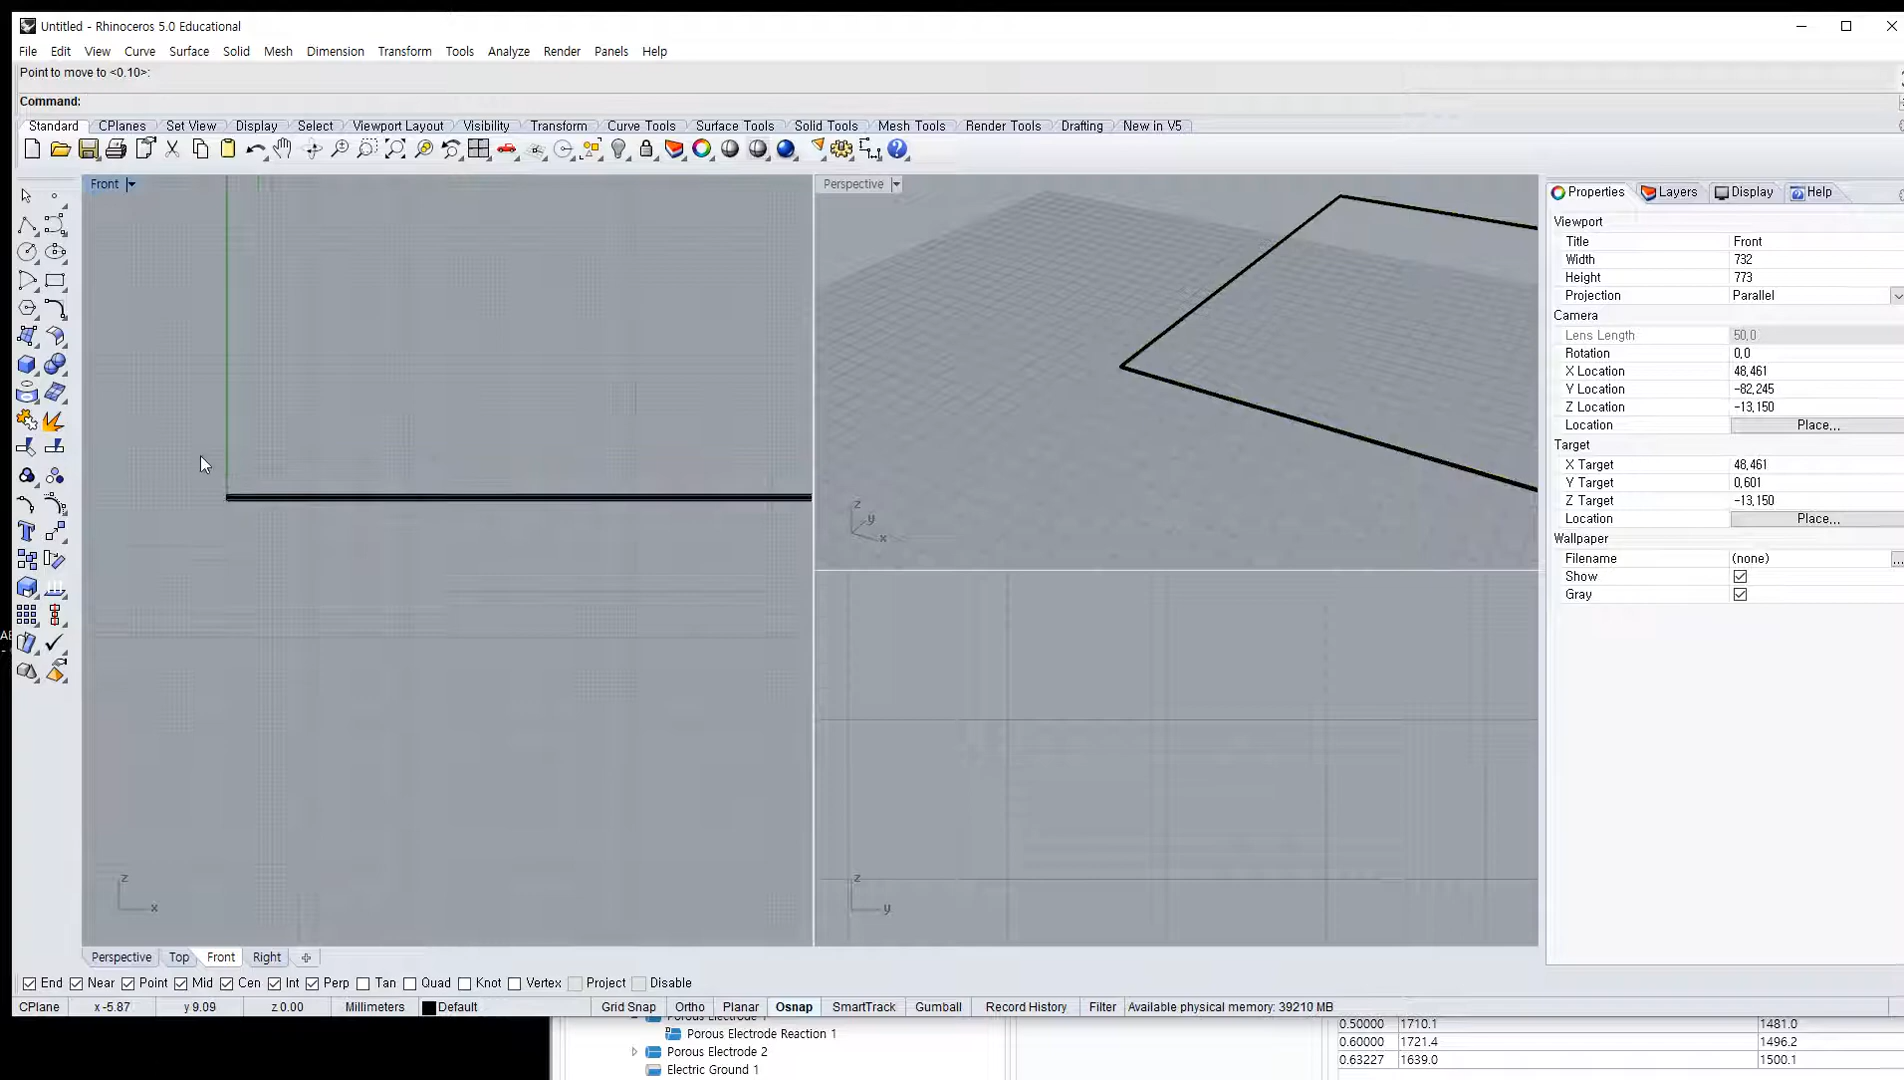 Untitled - Rhinoceros 5.0 Educational
File Edit View Curve Surface Solid Mesh Dimension Transform Tools Analyze Render Panels Help
Point to move to <0.10>:
Command:
Standard CPlanes Set View Display Select Viewport Layout Visibility Transform Curve Tools Surface Tools Solid Tools Mesh Tools Render Tools Drafting New in V5
Front
Perspective
Properties Layers Display Help
Viewport
Title Front
Width 732
Height 773
Projection Parallel
Camera
Lens Length 50,0
Rotation 0,0
X Location 48,461
Y Location -82,245
Z Location -13,150
Location Place...
Target
X Target 48,461
Y Target 0,601
Z Target -13,150
Location Place...
Wallpaper
Filename (none) ...
Show
Gray
z y x
z x
z y
Perspective Top Front Right
End Near Point Mid Cen Int Perp Tan Quad Knot Vertex Project Disable
CPlane x -5.87 y 9.09 z 0.00 Millimeters Default Grid Snap Ortho Planar Osnap SmartTrack Gumball Record History Filter Available physical memory: 39210 MB
Porous Electrode Reaction 1
Porous Electrode 2
Electric Ground 1
0.50000 1710.1 1481.0
0.60000 1721.4 1496.2
0.63227 1639.0 1500.1